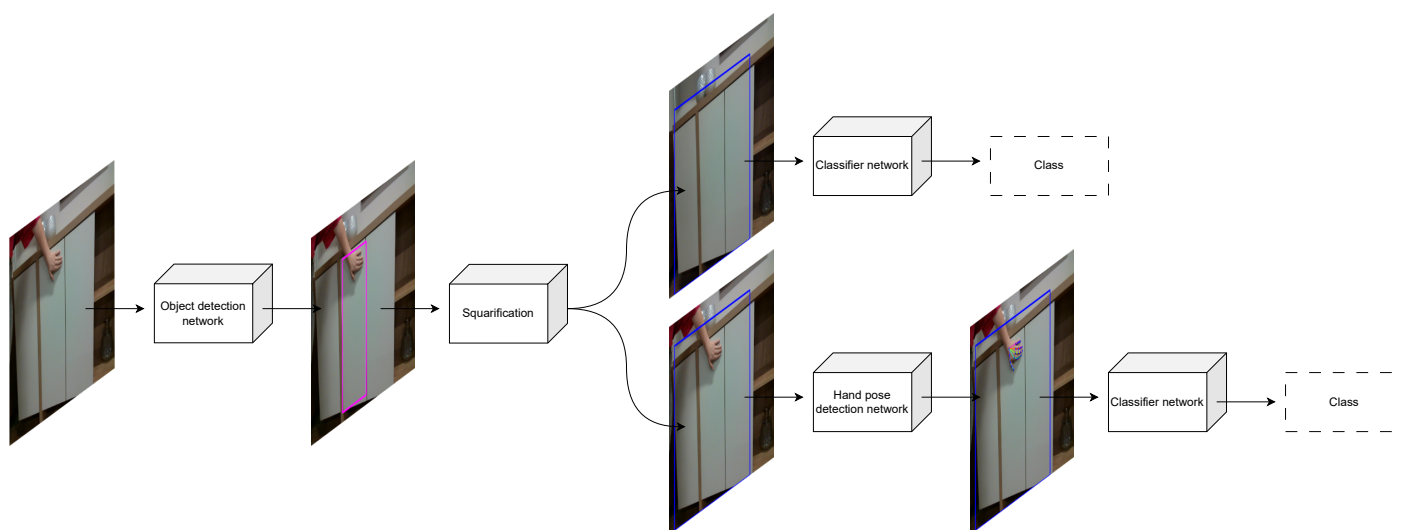 Classifier network
Class
Object detection
network
Squarification
Hand pose
detection network
Classifier network
Class